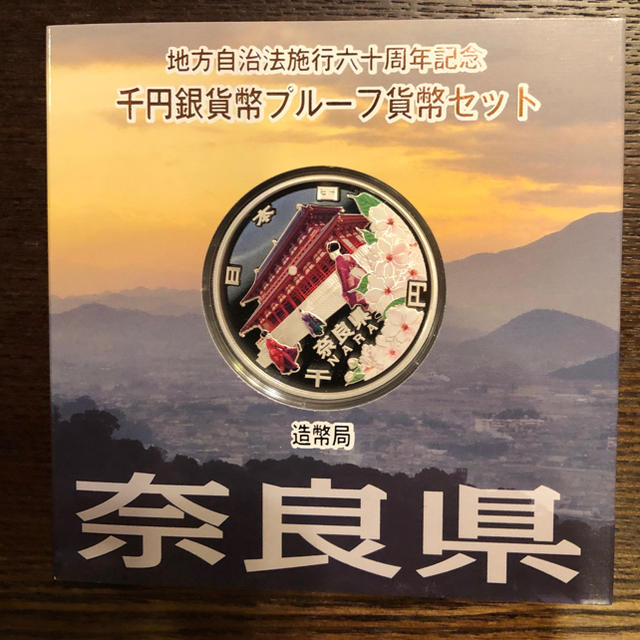 地方自治法施行六十周年記念
千円銀貨幣プルーフ貨幣セット
日本国
奈良県
NARA
千円
造幣局
奈良県